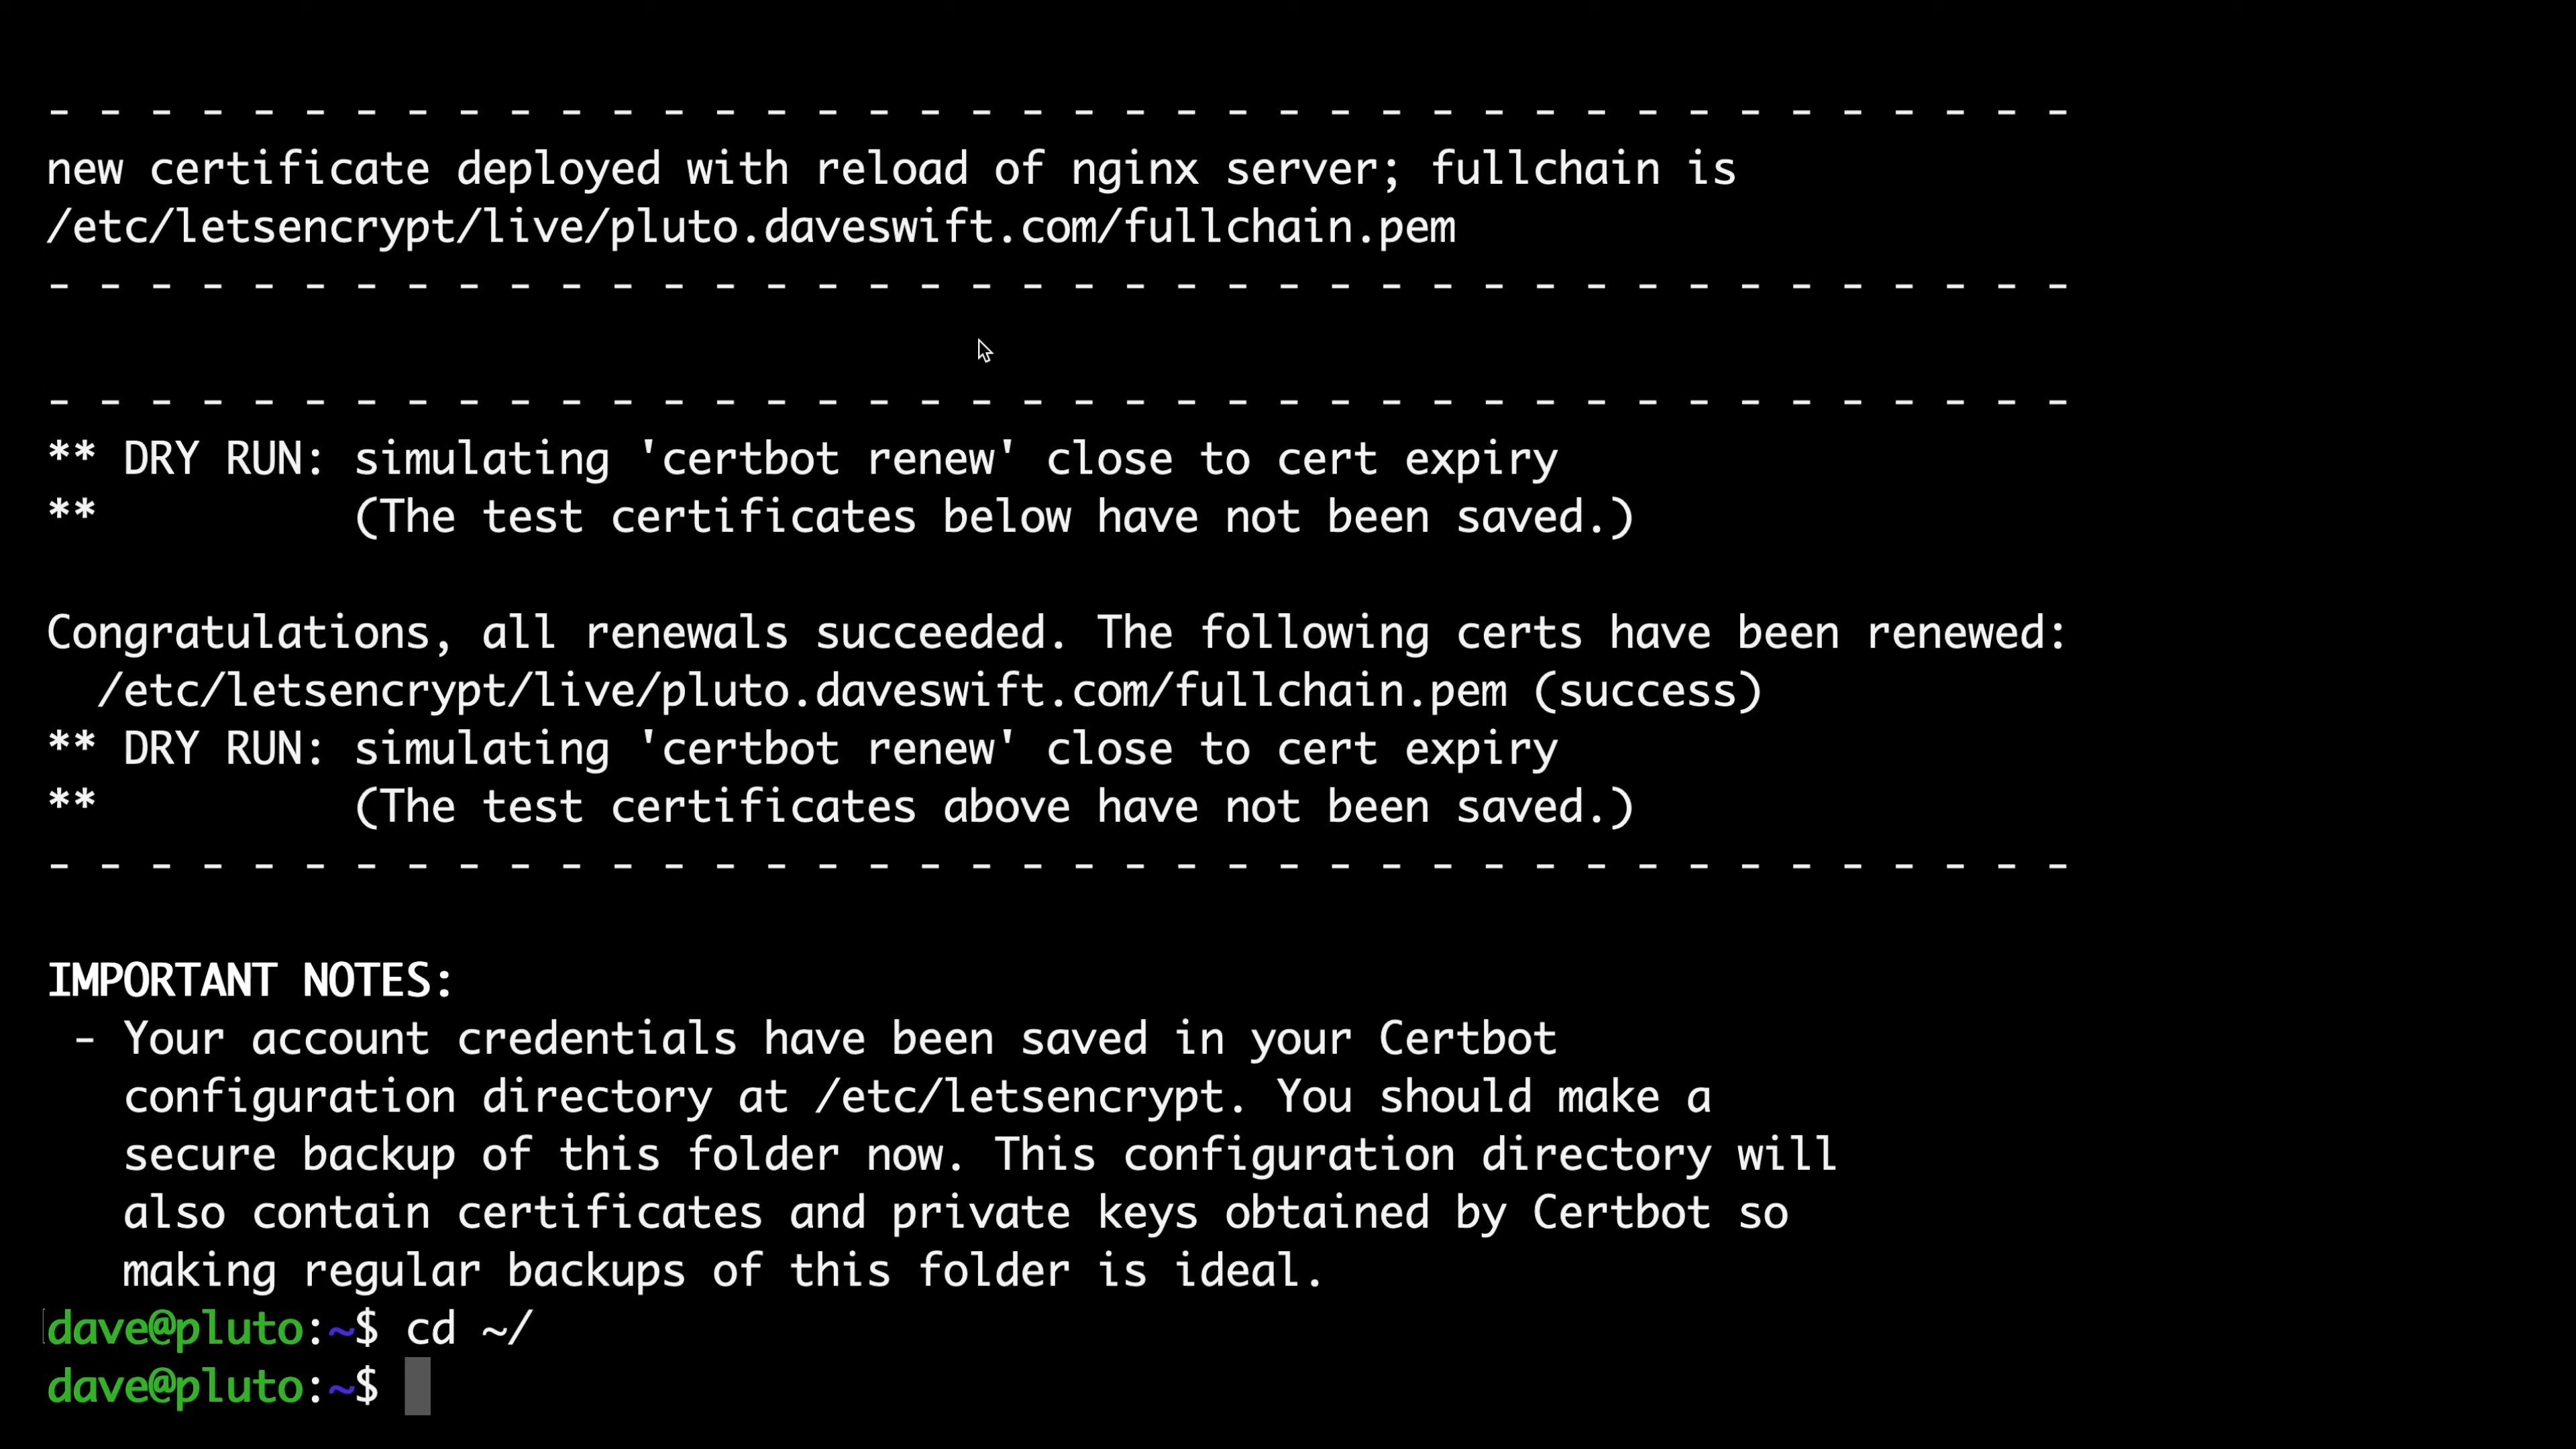 - - - - - - - - - - - - - - - - - - - - - - - - - - - - - - - - - - - - - - - -
new certificate deployed with reload of nginx server; fullchain is
/etc/letsencrypt/live/pluto.daveswift.com/fullchain.pem
- - - - - - - - - - - - - - - - - - - - - - - - - - - - - - - - - - - - - - - -
- - - - - - - - - - - - - - - - - - - - - - - - - - - - - - - - - - - - - - - -
** DRY RUN: simulating 'certbot renew' close to cert expiry
**          (The test certificates below have not been saved.)
Congratulations, all renewals succeeded. The following certs have been renewed:
  /etc/letsencrypt/live/pluto.daveswift.com/fullchain.pem (success)
** DRY RUN: simulating 'certbot renew' close to cert expiry
**          (The test certificates above have not been saved.)
- - - - - - - - - - - - - - - - - - - - - - - - - - - - - - - - - - - - - - - -
IMPORTANT NOTES:
 - Your account credentials have been saved in your Certbot
   configuration directory at /etc/letsencrypt. You should make a
   secure backup of this folder now. This configuration directory will
   also contain certificates and private keys obtained by Certbot so
   making regular backups of this folder is ideal.
dave@pluto:~$ cd ~/
dave@pluto:~$